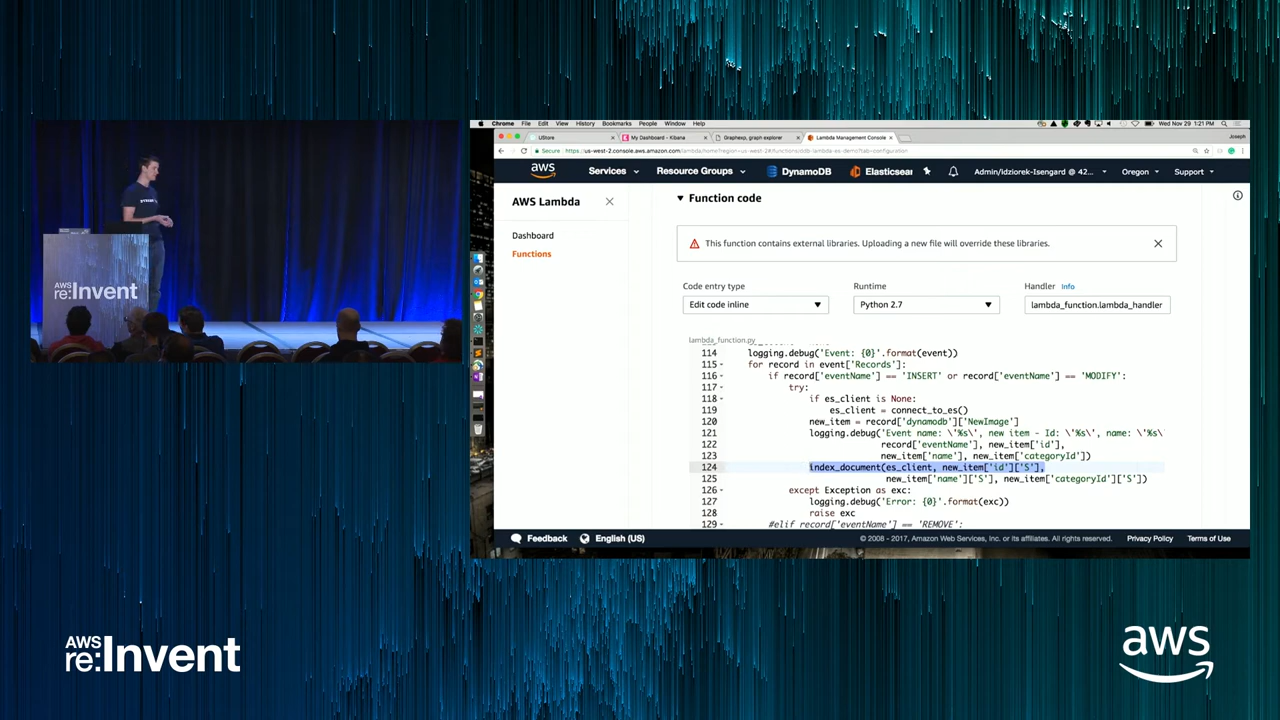 Chrome File Edit View History Bookmarks People Window Help
Wed Nov 29 1:21 PM
UStore
My Dashboard - Kibana
Graphexp, graph explorer
Lambda Management Console
Joseph
Secure
aws
Services
Resource Groups
DynamoDB
Elasticsear
Admin/idziorek-Isengard @ 42...
Oregon
Support
AWS Lambda
Dashboard
Functions
Function code
This function contains external libraries. Uploading a new file will override these libraries.
Code entry type
Edit code inline
Runtime
Python 2.7
Handler Info
lambda_function.lambda_handler
lambda_function.py
114 logging.debug('Event: {0}'.format(event))
115 for record in event['Records']:
116 if record['eventName'] == 'INSERT' or record['eventName'] == 'MODIFY':
117 try:
118 if es_client is None:
119 es_client = connect_to_es()
120 new_item = record['dynamodb']['NewImage']
121 logging.debug('Event name: \'%s\', new item - Id: \'%s\', name: \'%s\
122 record['eventName'], new_item['id'],
123 new_item['name'], new_item['categoryId'])
124 index_document(es_client, new_item['id']['S'],
125 new_item['name']['S'], new_item['categoryId']['S'])
126 except Exception as exc:
127 logging.debug('Error: {0}'.format(exc))
128 raise exc
129 #elif record['eventName'] == 'REMOVE':
Feedback
English (US)
© 2008 - 2017, Amazon Web Services, Inc. or its affiliates. All rights reserved.
Privacy Policy
Terms of Use
AWS
re:Invent
AWS
re:Invent
aws